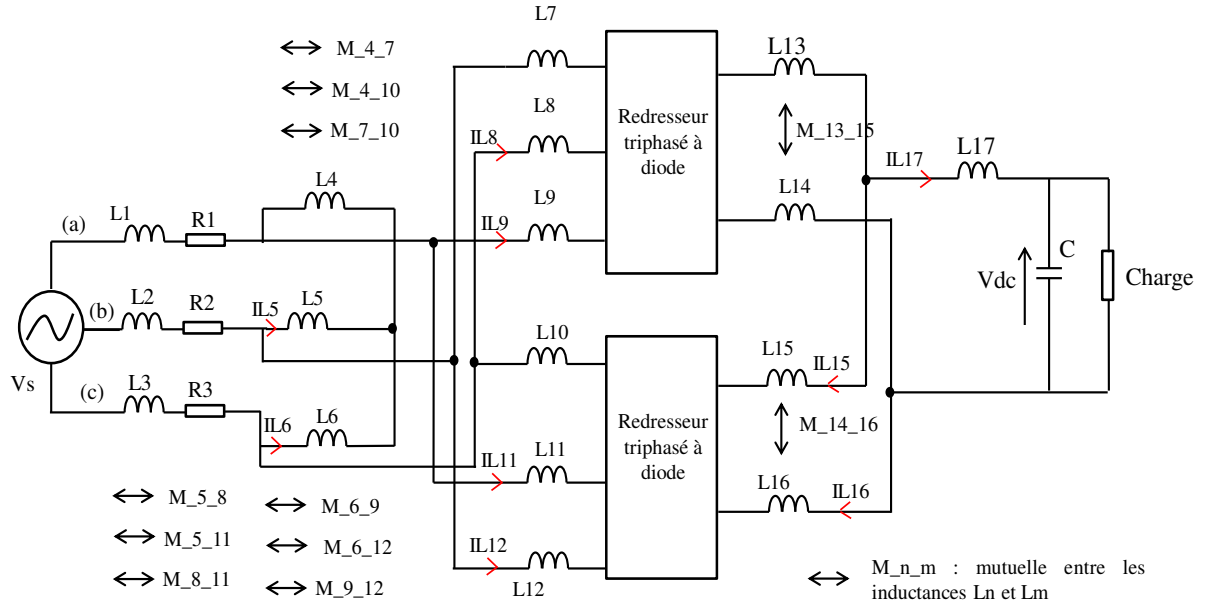 L7
M_4_7
M_4_10
M_7_10
L8
IL8
L9
IL9
Redresseur
triphasé à
diode
L13
M_13_15
L14
IL17
L17
L4
(a)
L1
R1
(b)
L2
R2
IL5
L5
Vs
(c)
L3
R3
IL6
L6
Vdc
C
Charge
L10
IL11
L11
IL12
L12
Redresseur
triphasé à
diode
L15
IL15
M_14_16
L16
IL16
M_5_8
M_5_11
M_8_11
M_6_9
M_6_12
M_9_12
M_n_m : mutuelle entre les
inductances Ln et Lm